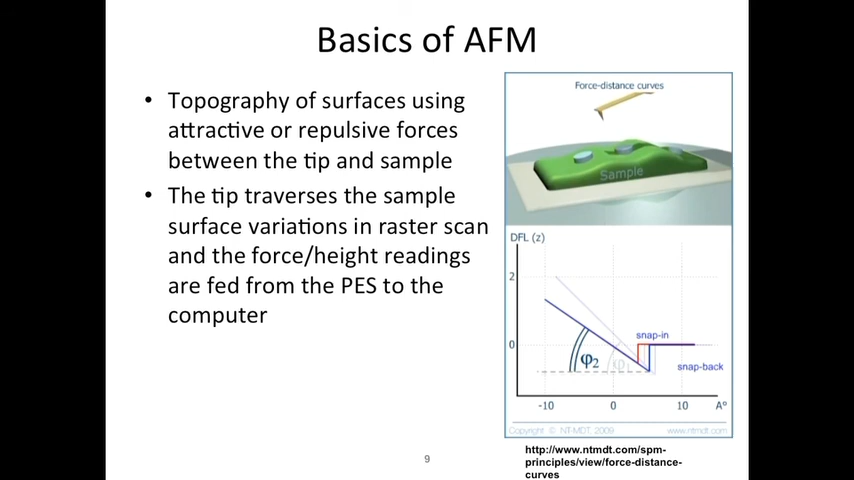 Basics of AFM
• Topography of surfaces using
attractive or repulsive forces
between the tip and sample
• The tip traverses the sample
surface variations in raster scan
and the force/height readings
are fed from the PES to the
computer
Force-distance curves
Sample
DFL (z)
2
snap-in
0
φ2
φ1
snap-back
-10 0 10 A°
Copyright © NT-MDT, 2009 www.ntmdt.com
http://www.ntmdt.com/spm-
principles/view/force-distance-
curves
9